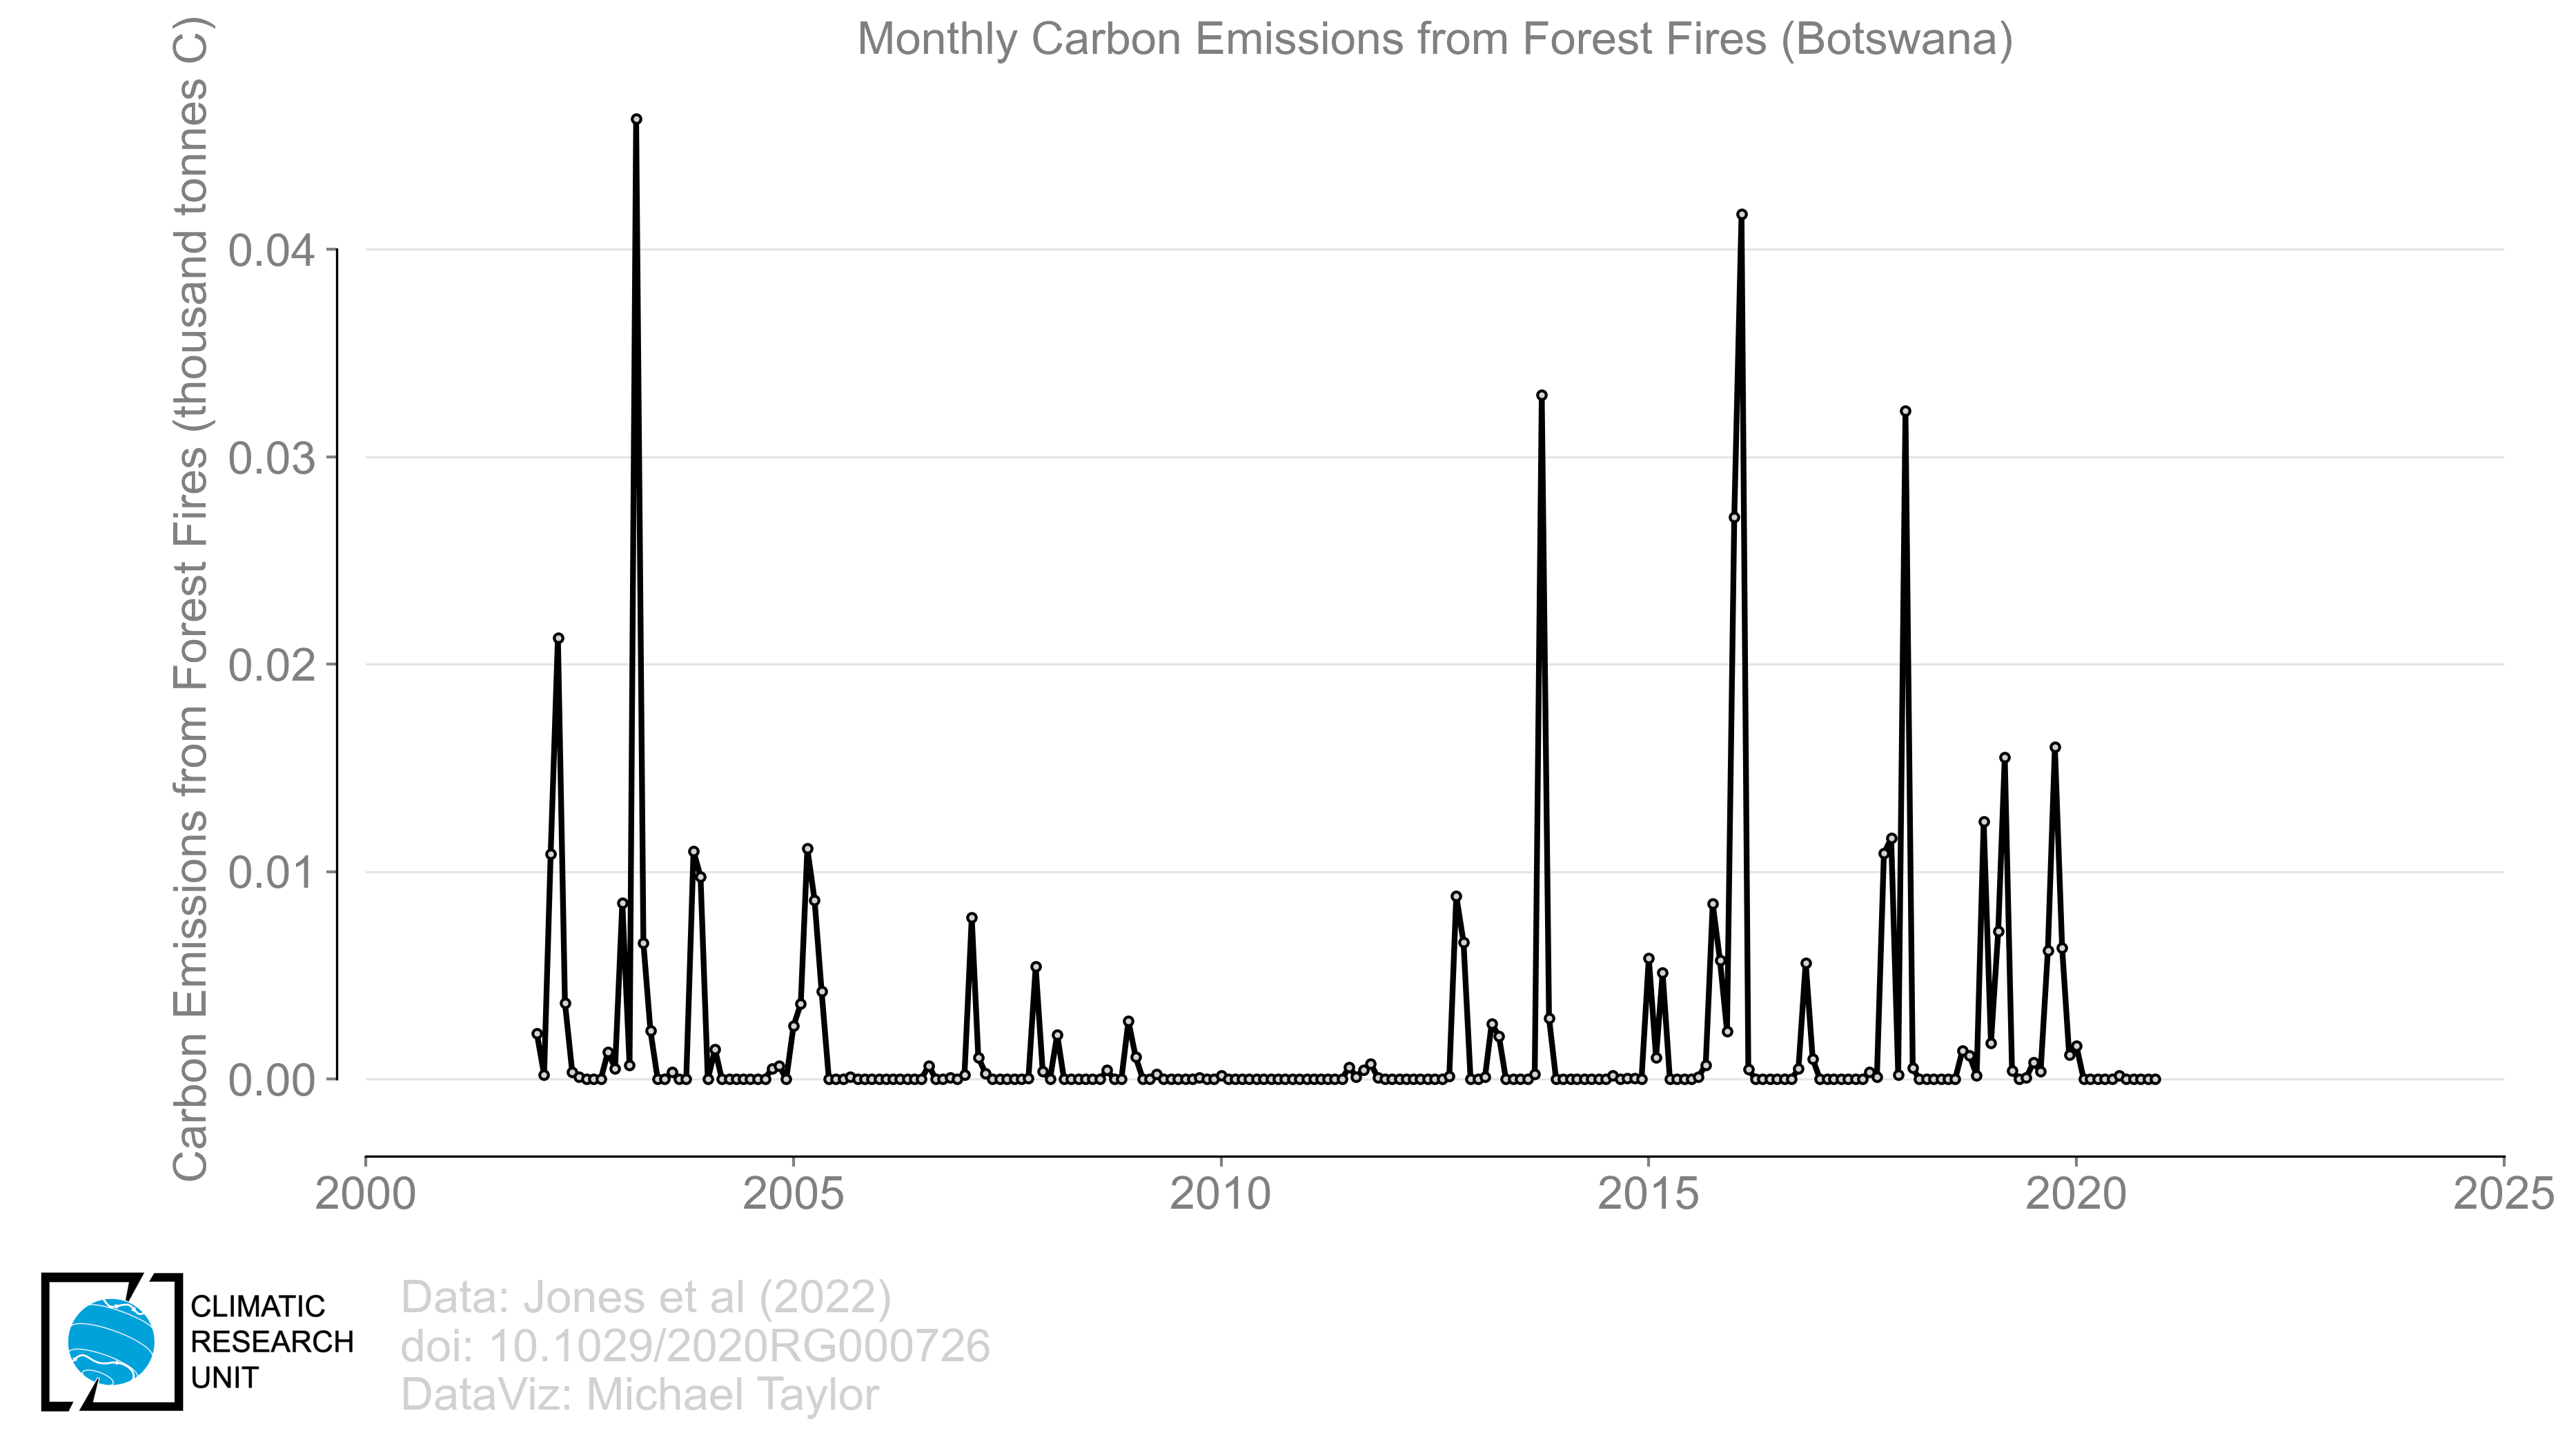 Monthly Carbon Emissions from Forest Fires (Botswana)
Carbon Emissions from Forest Fires (thousand tonnes C)
0.04
0.03
0.02
0.01
0.00
2000
2005
2010
2015
2020
2025
CLIMATIC
RESEARCH
UNIT
Data: Jones et al (2022)
doi: 10.1029/2020RG000726
DataViz: Michael Taylor